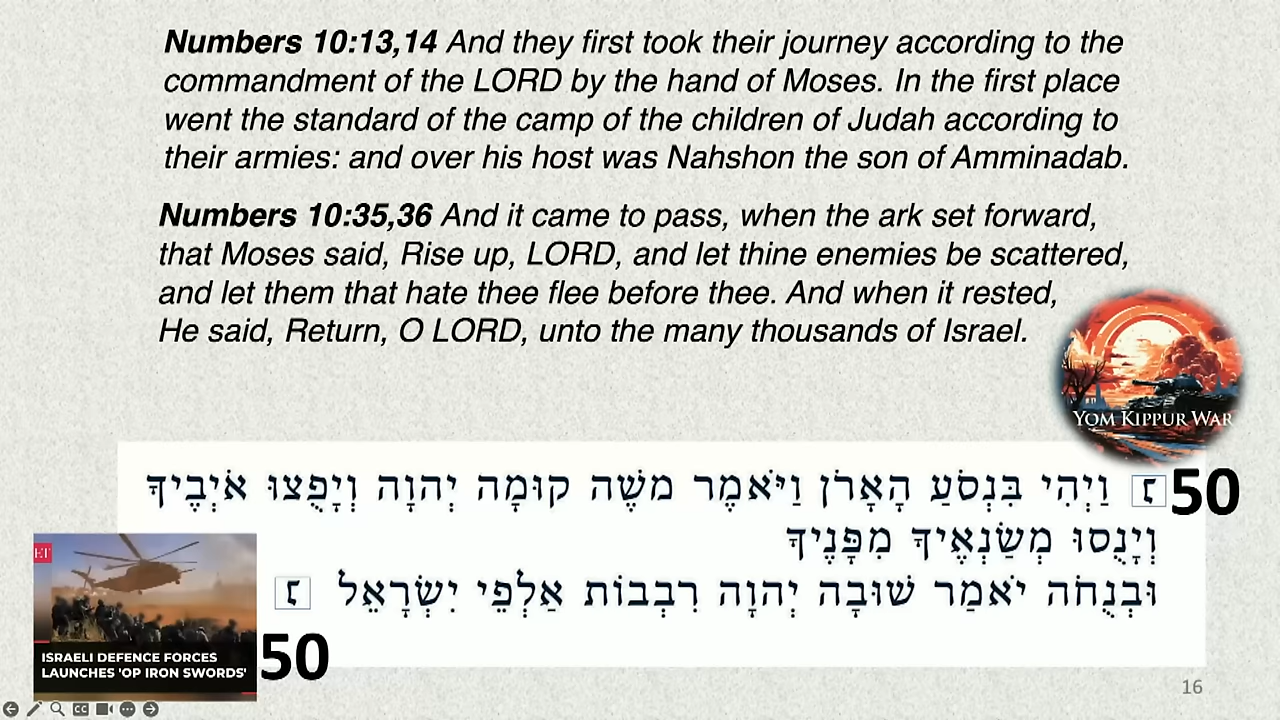 Numbers 10:13,14 And they first took their journey according to the
commandment of the LORD by the hand of Moses. In the first place
went the standard of the camp of the children of Judah according to
their armies: and over his host was Nahshon the son of Amminadab.
Numbers 10:35,36 And it came to pass, when the ark set forward,
that Moses said, Rise up, LORD, and let thine enemies be scattered,
and let them that hate thee flee before thee. And when it rested,
He said, Return, O LORD, unto the many thousands of Israel.
YOM KIPPUR WAR
׆ וַיְהִי בִּנְסֹעַ הָאָרֹן וַיֹּאמֶר מֹשֶׁה קוּמָה יְהוָה וְיָפֻצוּ אֹיְבֶיךָ
50
וְיָנֻסוּ מְשַׂנְאֶיךָ מִפָּנֶיךָ
וּבְנֻחֹה יֹאמַר שׁוּבָה יְהוָה רִבְבוֹת אַלְפֵי יִשְׂרָאֵל ׆
50
ET
ISRAELI DEFENCE FORCES
LAUNCHES 'OP IRON SWORDS'
16
CC